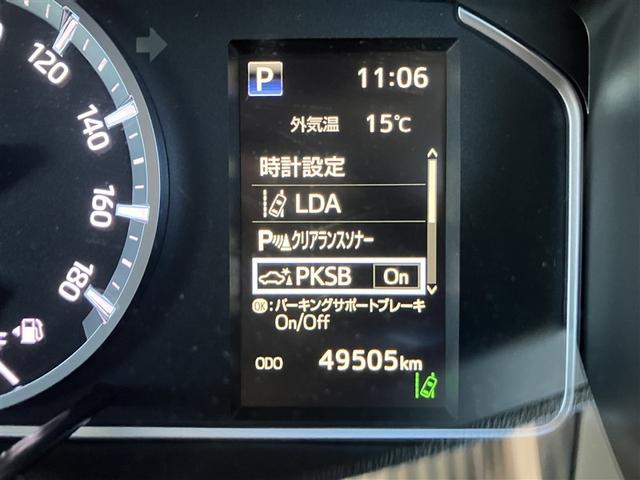 120
140
160
180
P 11:06
外気温 15℃
時計設定
LDA
P クリアランスソナー
PKSB On
OK:パーキングサポートブレーキ
On/Off
ODO 49505km